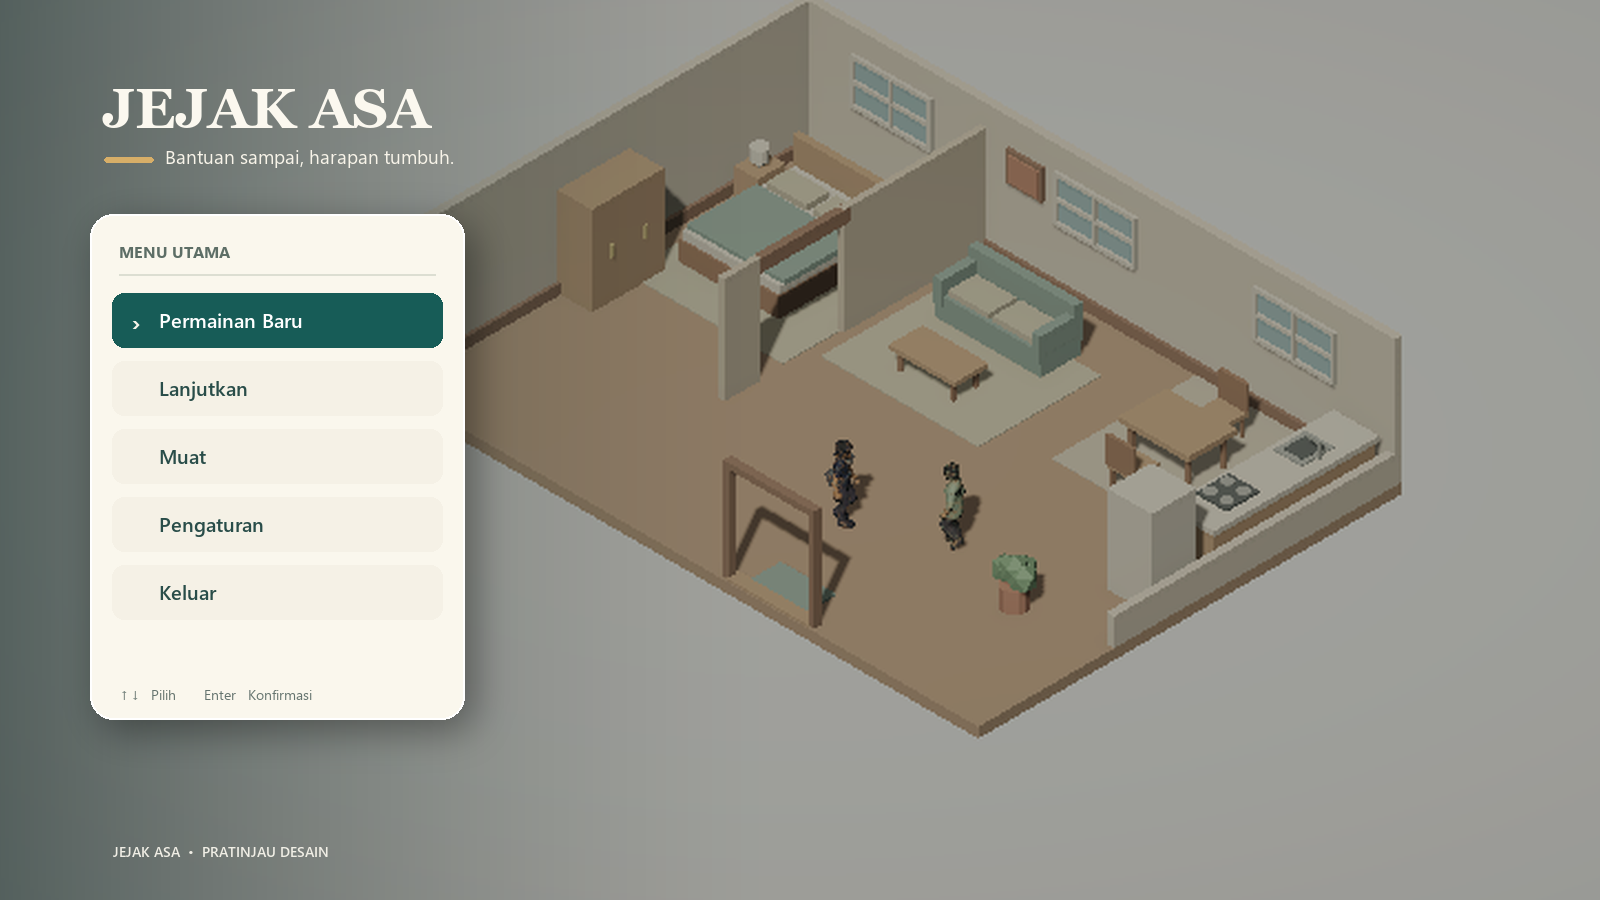 JEJAK ASA
Bantuan sampai, harapan tumbuh.
MENU UTAMA
› Permainan Baru
Lanjutkan
Muat
Pengaturan
Keluar
↑↓ Pilih Enter Konfirmasi
JEJAK ASA • PRATINJAU DESAIN